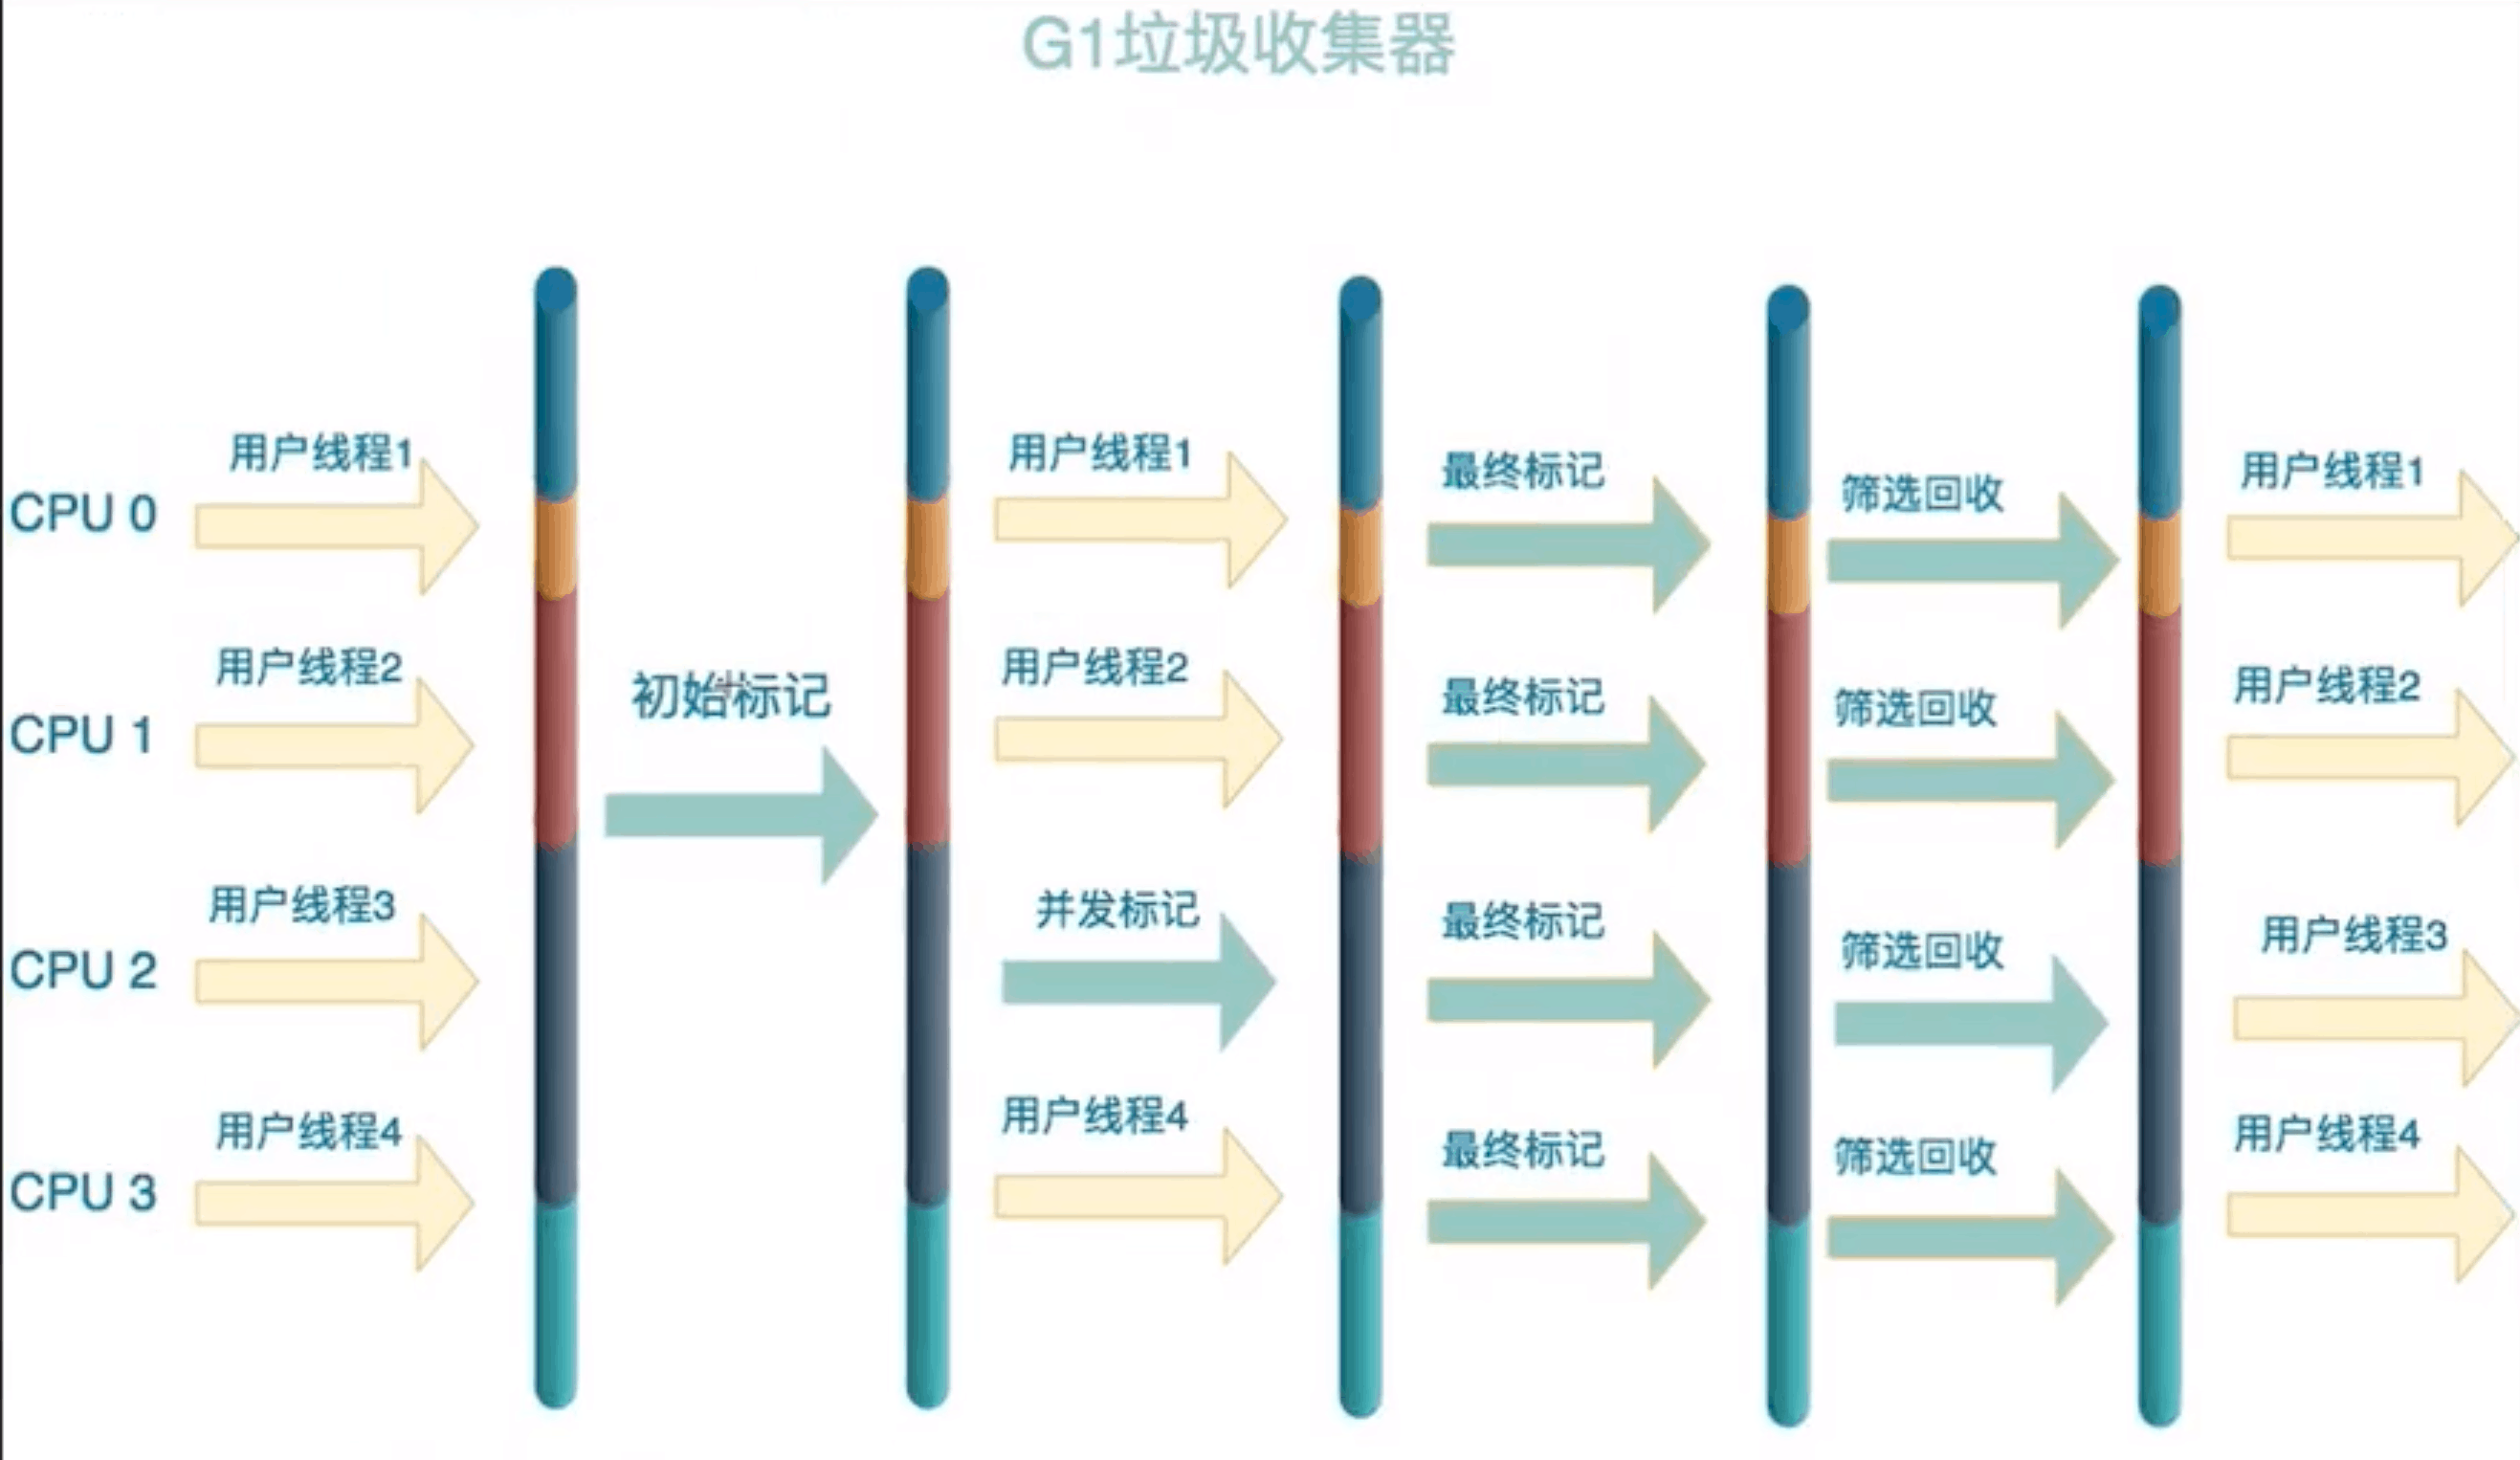 G1垃圾收集器
CPU 0
用户线程1
用户线程1
最终标记
筛选回收
用户线程1
CPU 1
用户线程2
初始标记
用户线程2
最终标记
筛选回收
用户线程2
CPU 2
用户线程3
并发标记
最终标记
筛选回收
用户线程3
CPU 3
用户线程4
用户线程4
最终标记
筛选回收
用户线程4